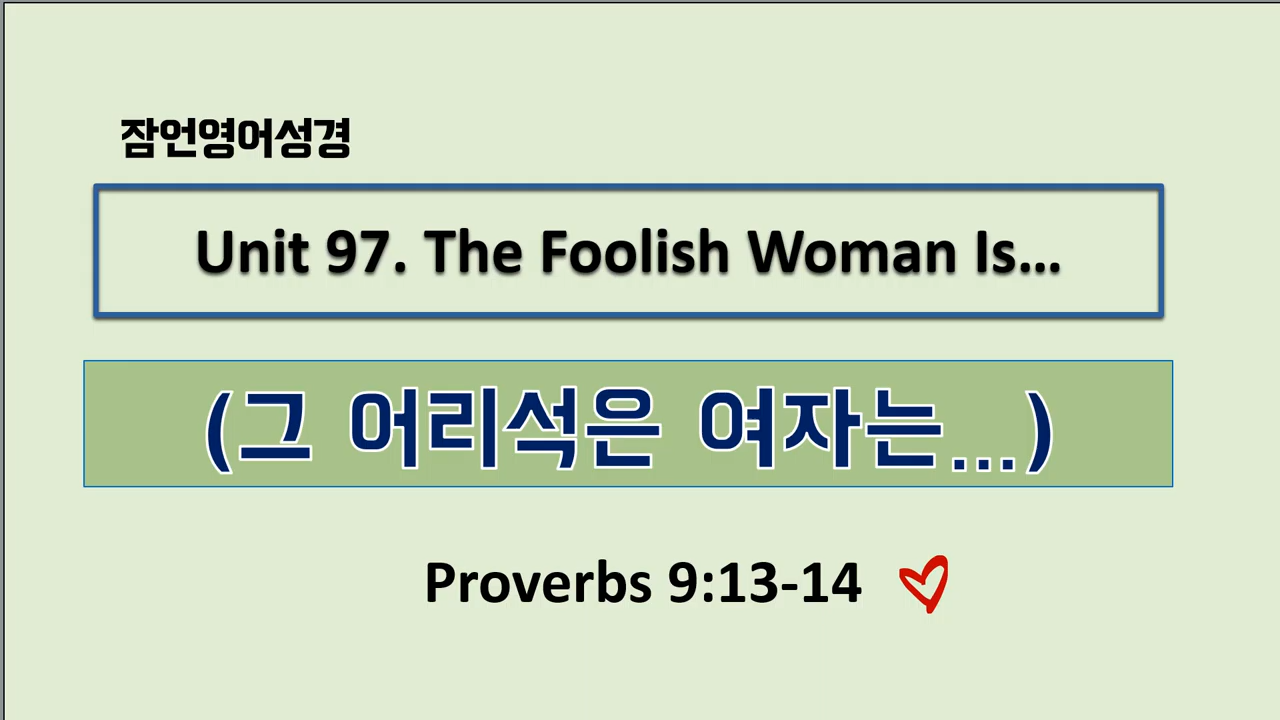 잠언영어성경
Unit 97. The Foolish Woman Is...
(그 어리석은 여자는...)
Proverbs 9:13-14